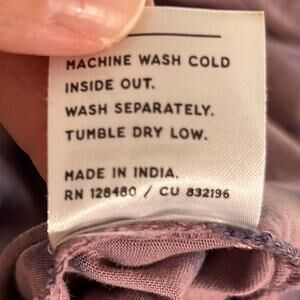 MACHINE WASH COLD
INSIDE OUT.
WASH SEPARATELY.
TUMBLE DRY LOW.
MADE IN INDIA.
RN 128480 / CU 832196